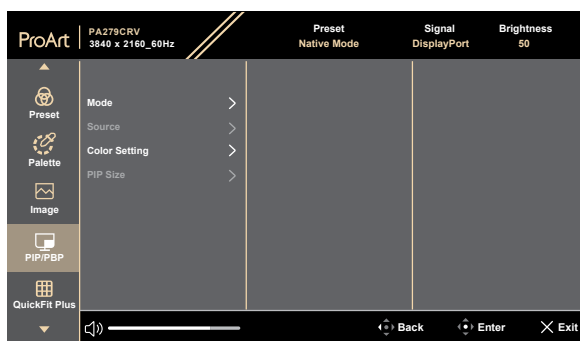 ProArt
PA279CRV
3840 x 2160_60Hz
Preset
Native Mode
Signal
DisplayPort
Brightness
50
Preset
Palette
Image
PIP/PBP
QuickFit Plus
Mode
Source
Color Setting
PIP Size
Back
Enter
Exit